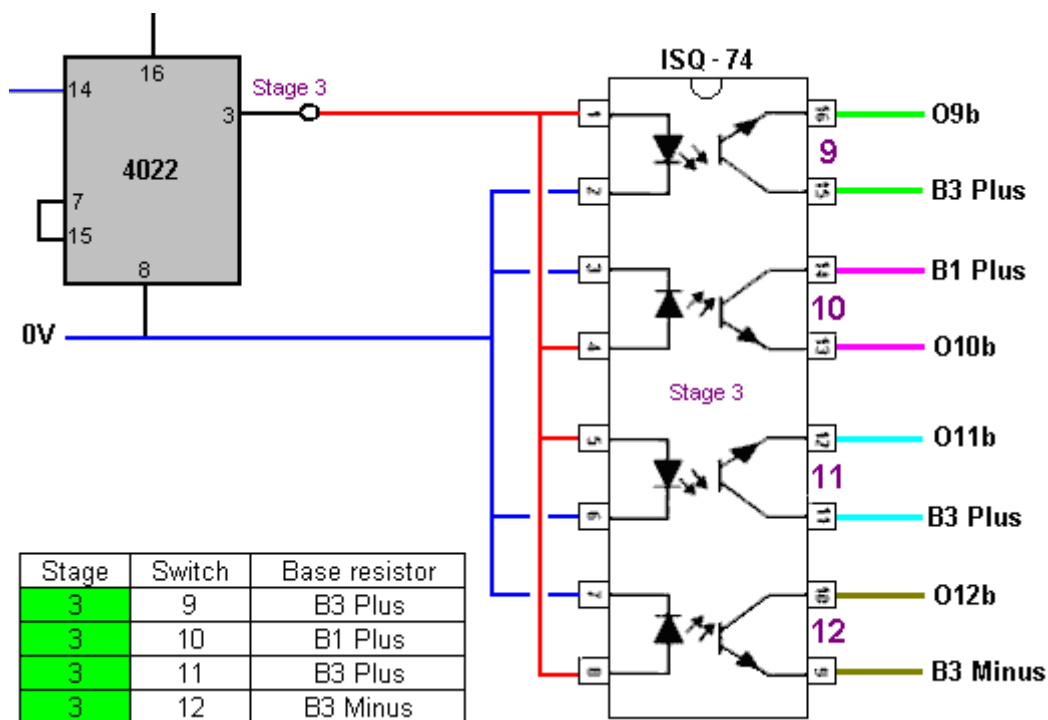 ISQ - 74
16
14
Stage 3
3
4022
7
15
8
0V
1
2
3
4
5
6
7
8
16
15
14
13
12
11
10
9
9
10
11
12
Stage 3
O9b
B3 Plus
B1 Plus
O10b
O11b
B3 Plus
O12b
B3 Minus
Stage Switch Base resistor
3 9 B3 Plus
3 10 B1 Plus
3 11 B3 Plus
3 12 B3 Minus